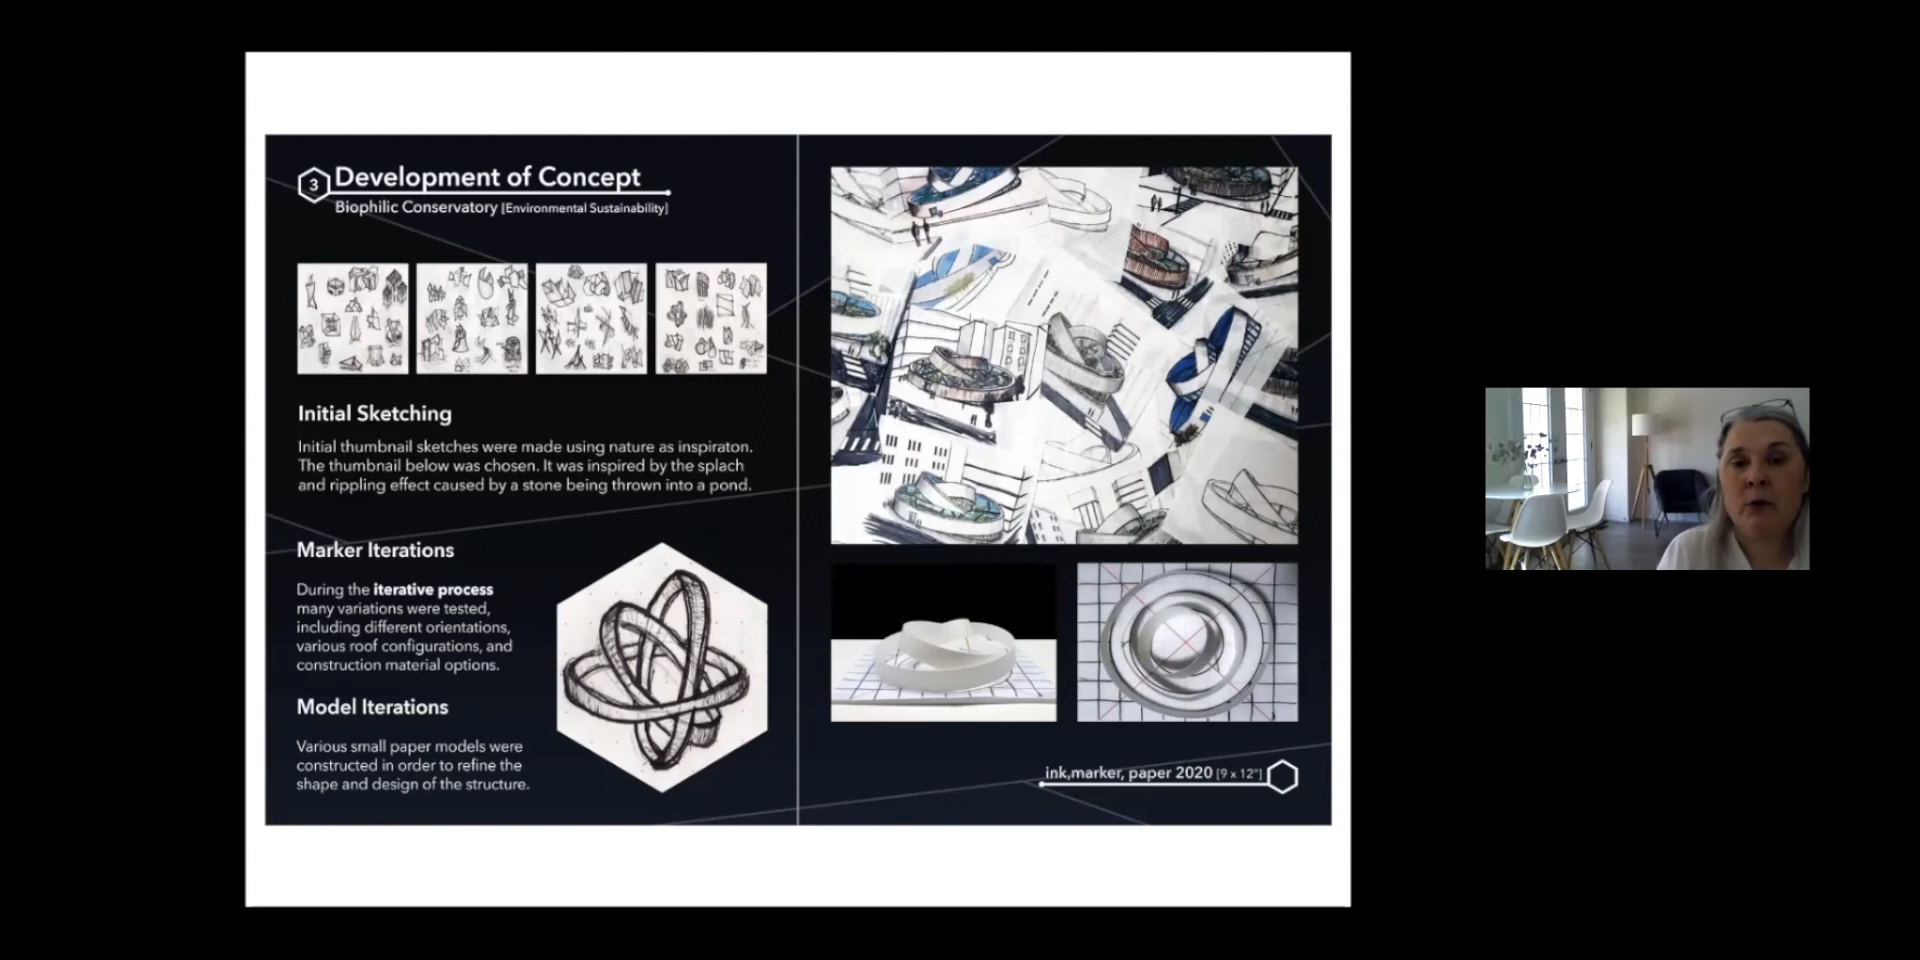 3
Development of Concept
Biophilic Conservatory [Environmental Sustainability]
Initial Sketching
Initial thumbnail sketches were made using nature as inspiraton.
The thumbnail below was chosen. It was inspired by the splach
and rippling effect caused by a stone being thrown into a pond.
Marker Iterations
During the iterative process
many variations were tested,
including different orientations,
various roof configurations, and
construction material options.
Model Iterations
Various small paper models were
constructed in order to refine the
shape and design of the structure.
ink,marker, paper 2020 [9 x 12"]